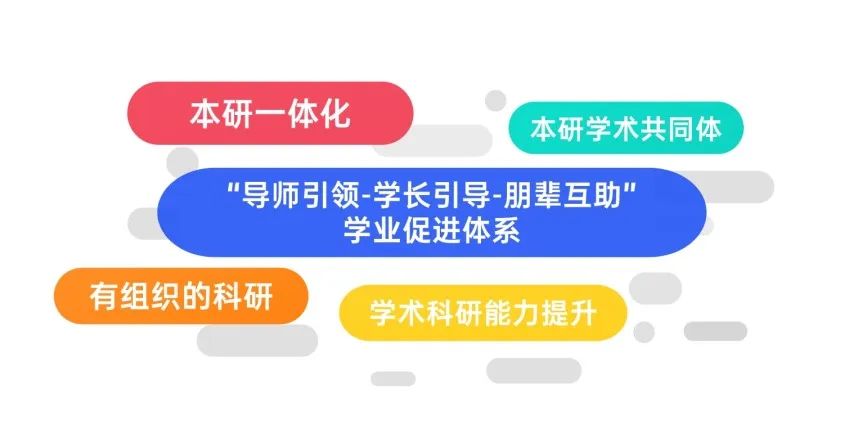 本研一体化
本研学术共同体
“导师引领-学长引导-朋辈互助”
学业促进体系
有组织的科研
学术科研能力提升